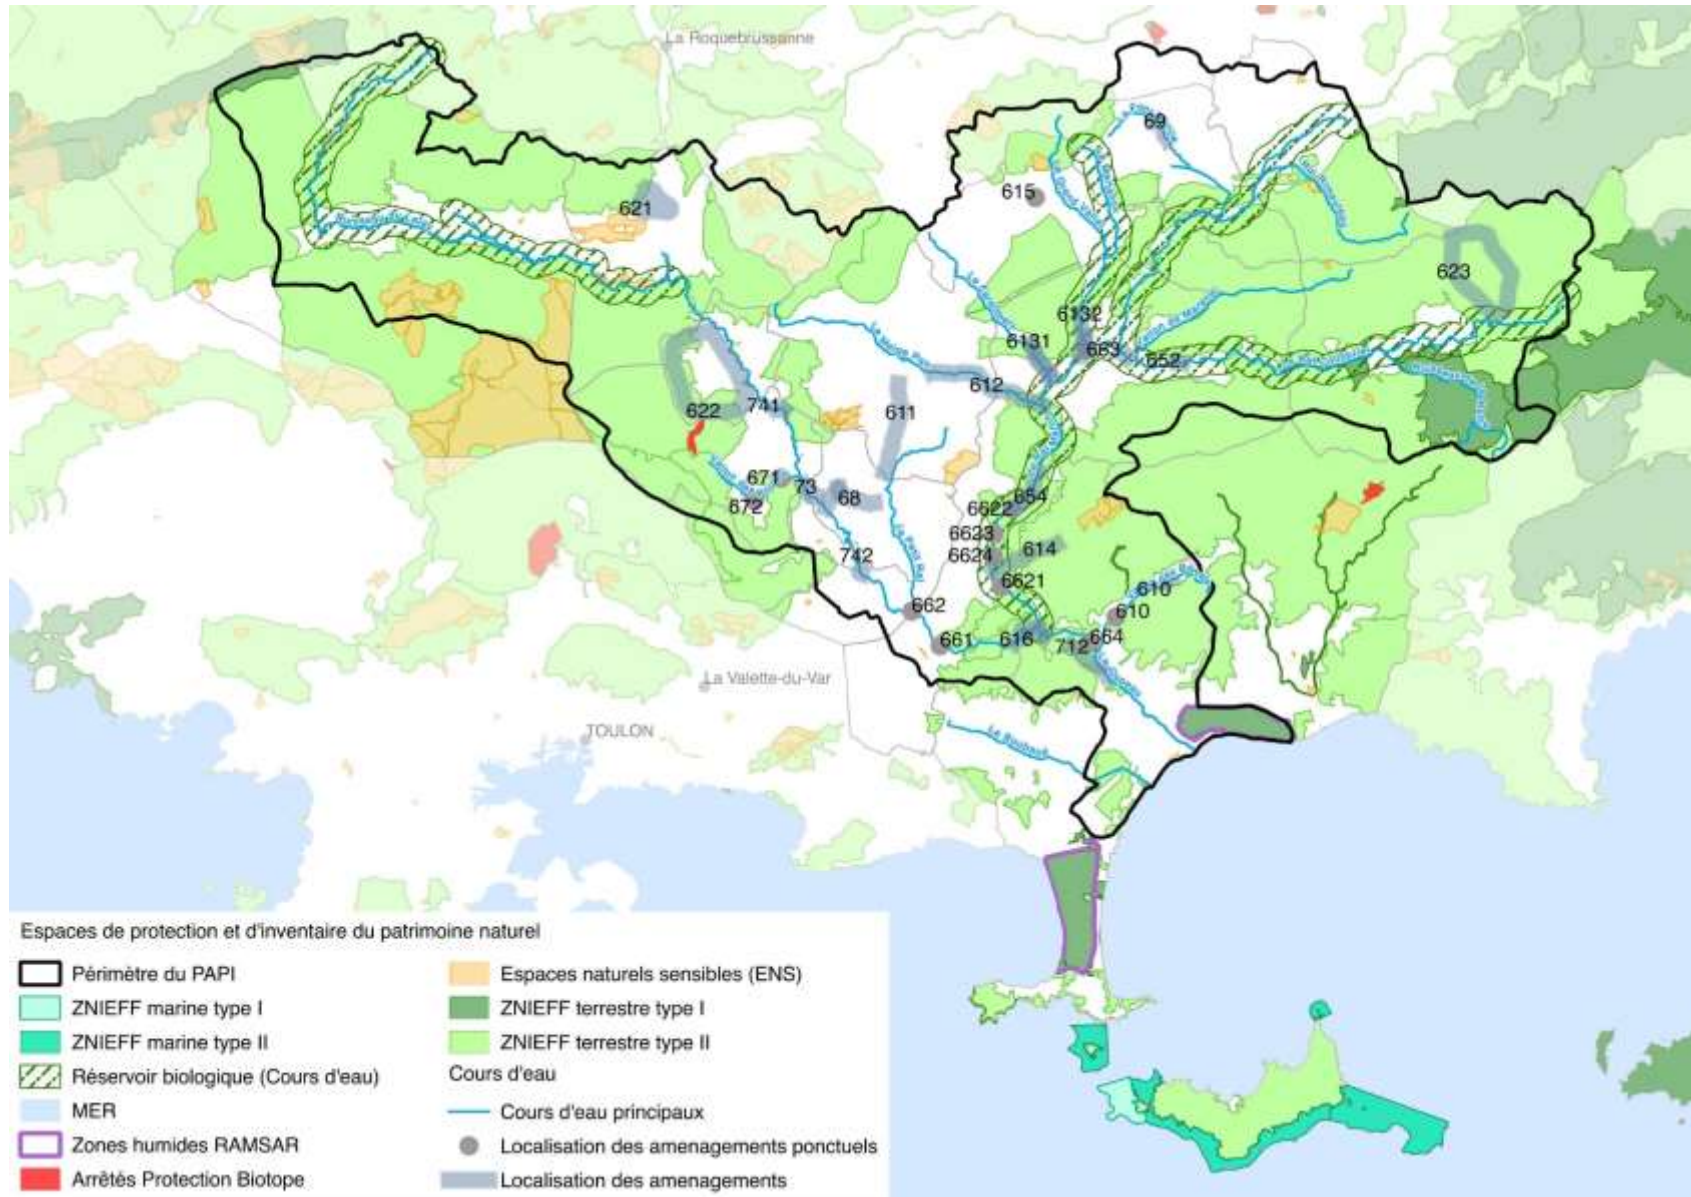 La Roquebrussanne
69
615
621
623
6132
6131
663
652
612
622
741
611
671
73
68
672
654
6622
6623
6624
614
742
6621
610
662
610
661
616
712
664
La Valette-du-Var
TOULON
Espaces de protection et d'inventaire du patrimoine naturel
Périmètre du PAPI
ZNIEFF marine type I
ZNIEFF marine type II
Réservoir biologique (Cours d'eau)
MER
Zones humides RAMSAR
Arrêtés Protection Biotope
Espaces naturels sensibles (ENS)
ZNIEFF terrestre type I
ZNIEFF terrestre type II
Cours d'eau
Cours d'eau principaux
Localisation des amenagements ponctuels
Localisation des amenagements